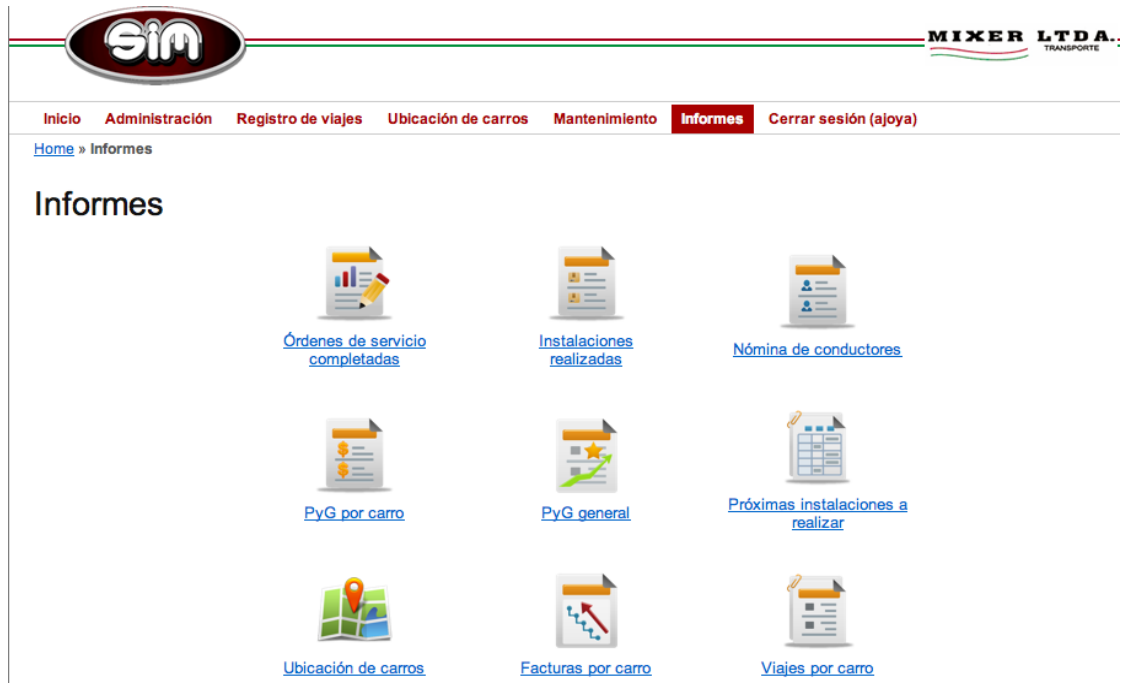 SiM
MIXER LTDA.
TRANSPORTE
Inicio Administración Registro de viajes Ubicación de carros Mantenimiento Informes Cerrar sesión (ajoya)
Home » Informes
Informes
Órdenes de servicio
completadas
Instalaciones
realizadas
Nómina de conductores
PyG por carro
PyG general
Próximas instalaciones a
realizar
Ubicación de carros
Facturas por carro
Viajes por carro